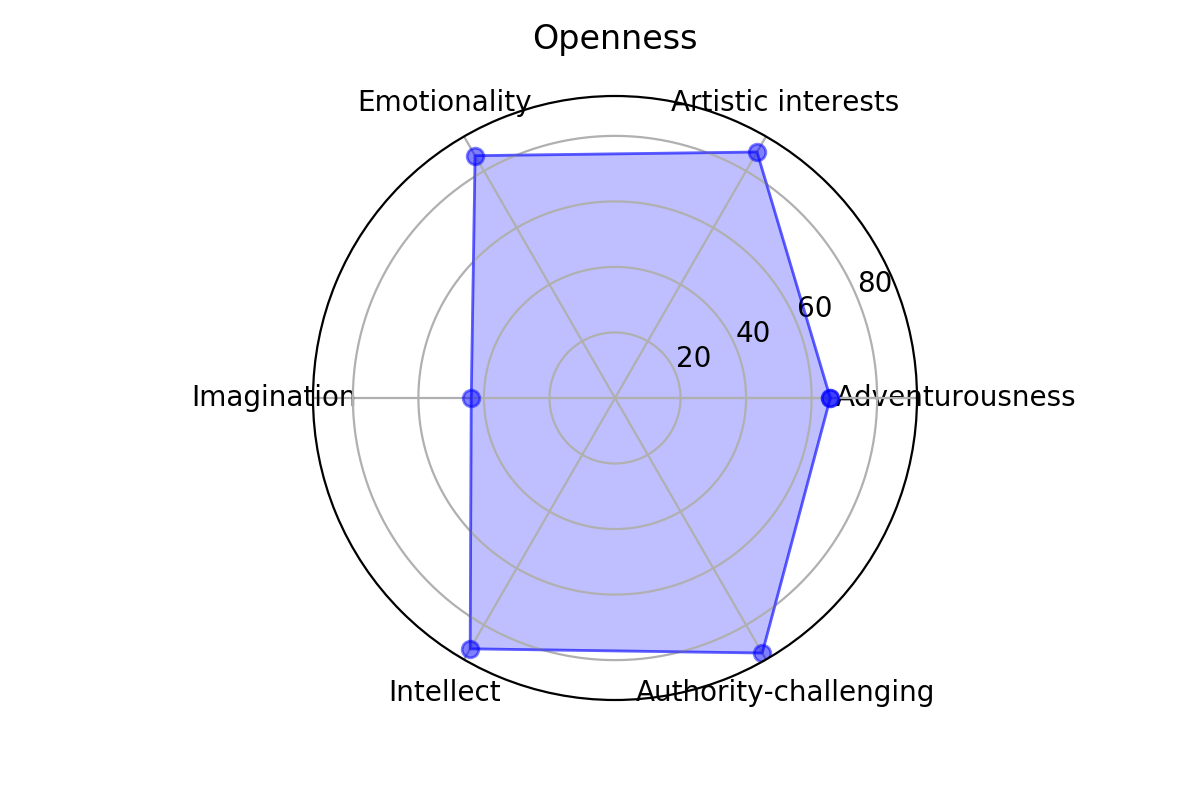 Openness
Emotionality
Artistic interests
80
60
40
20
Imagination
Adventurousness
Intellect
Authority-challenging